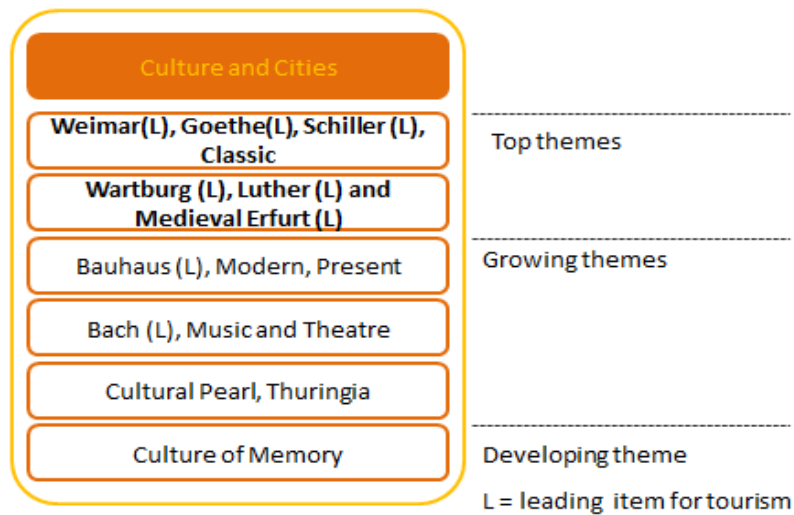 Culture and Cities
Weimar(L), Goethe(L), Schiller (L),
Classic
Top themes
Wartburg (L), Luther (L) and
Medieval Erfurt (L)
Bauhaus (L), Modern, Present
Growing themes
Bach (L), Music and Theatre
Cultural Pearl, Thuringia
Culture of Memory
Developing theme
L = leading item for tourism